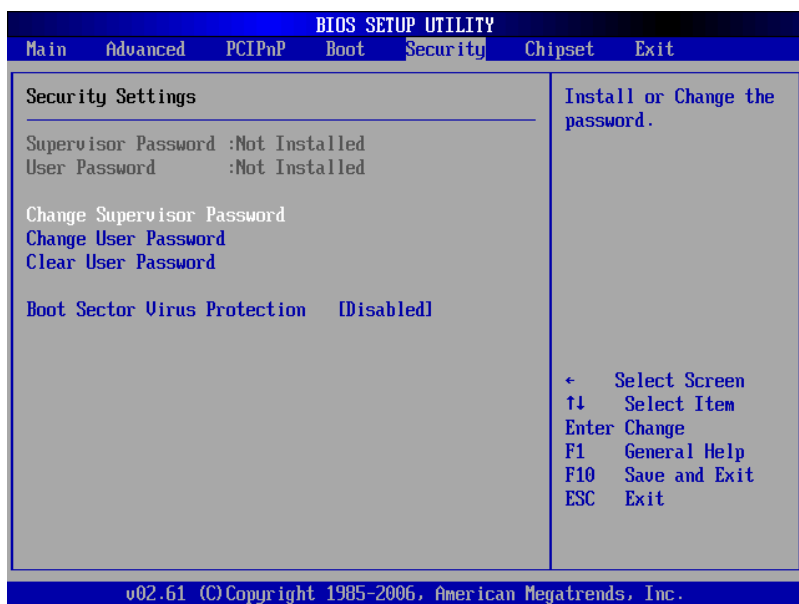 BIOS SETUP UTILITY
Main Advanced PCIPnP Boot Security Chipset Exit
Security Settings
Supervisor Password :Not Installed
User Password :Not Installed
Change Supervisor Password
Change User Password
Clear User Password
Boot Sector Virus Protection [Disabled]
Install or Change the
password.
← Select Screen
↑↓ Select Item
Enter Change
F1 General Help
F10 Save and Exit
ESC Exit
v02.61 (C)Copyright 1985-2006, American Megatrends, Inc.